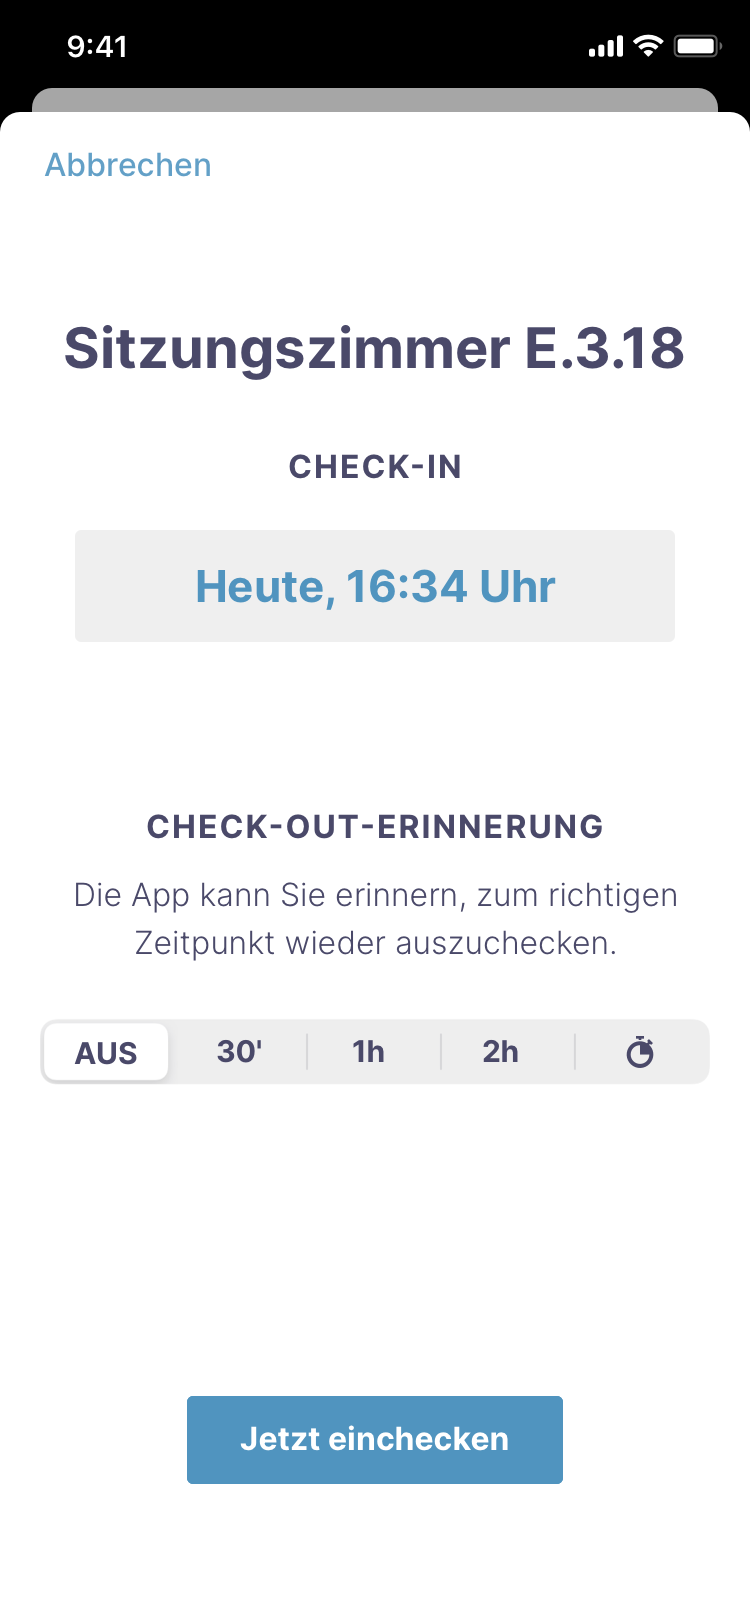 9:41
Abbrechen
Sitzungszimmer E.3.18
CHECK-IN
Heute, 16:34 Uhr
CHECK-OUT-ERINNERUNG
Die App kann Sie erinnern, zum richtigen
Zeitpunkt wieder auszuchecken.
AUS 30' 1h 2h
Jetzt einchecken